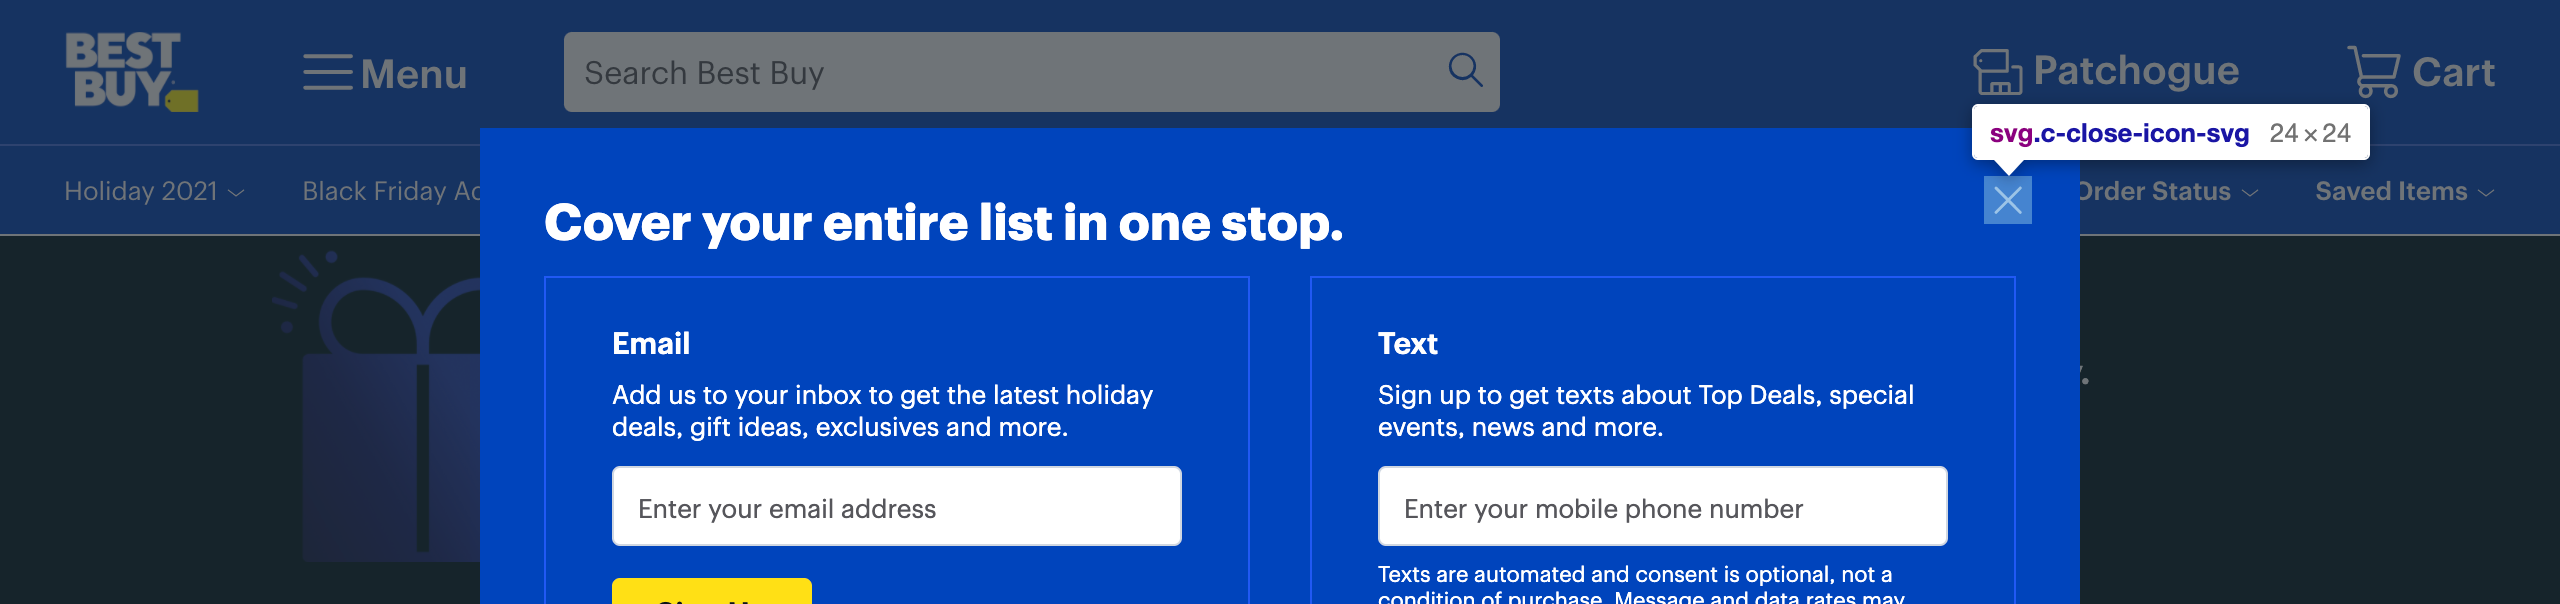 BEST
BUY
Menu
Search Best Buy
Patchogue
Cart
svg.c-close-icon-svg 24×24
Holiday 2021
Black Friday
Order Status
Saved Items
Cover your entire list in one stop.
Email
Add us to your inbox to get the latest holiday
deals, gift ideas, exclusives and more.
Enter your email address
Text
Sign up to get texts about Top Deals, special
events, news and more.
Enter your mobile phone number
Texts are automated and consent is optional, not a
condition of purchase. Message and data rates may